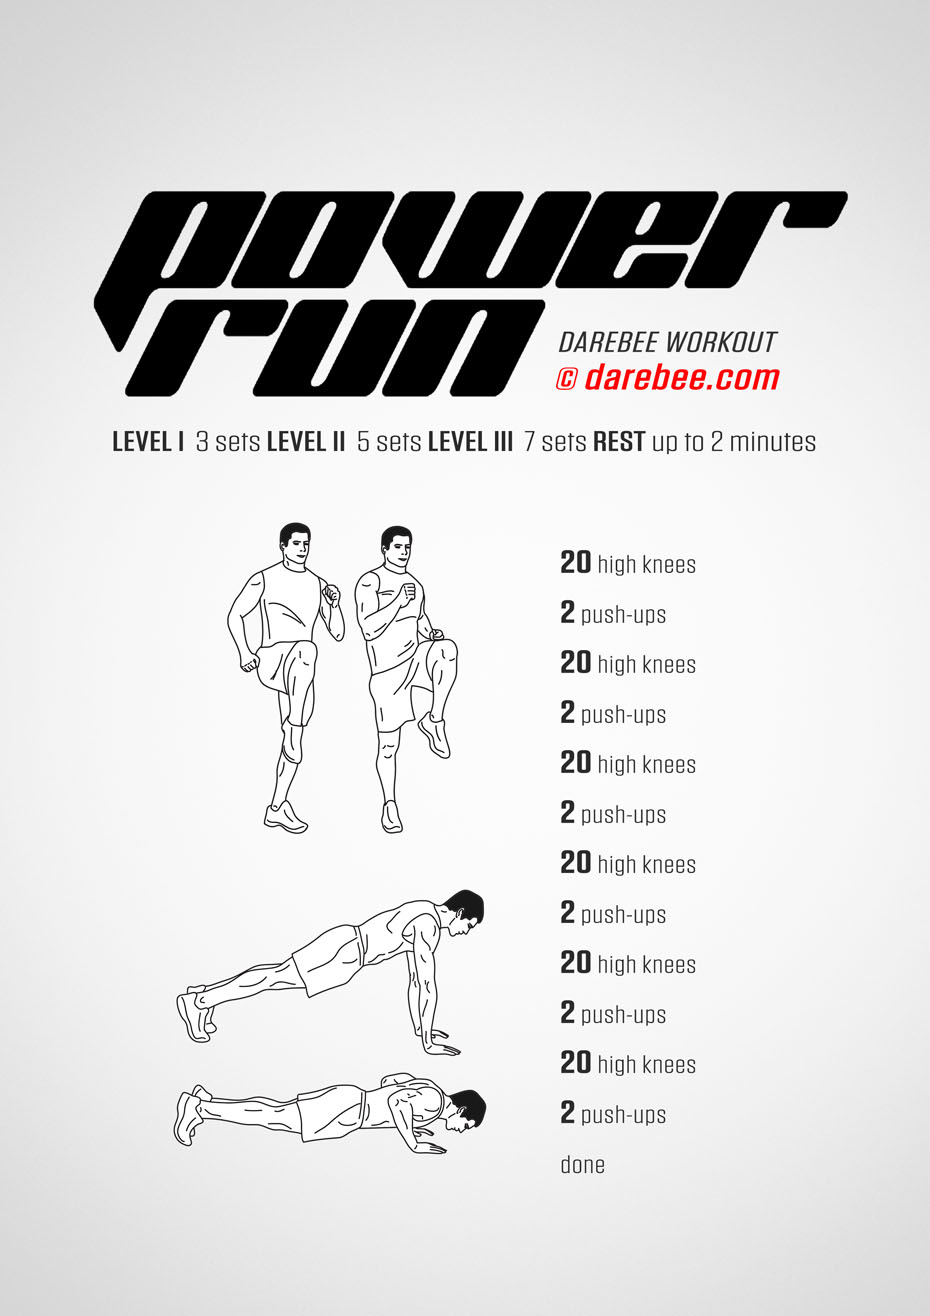 power
run
DAREBEE WORKOUT
© darebee.com
LEVEL I 3 sets LEVEL II 5 sets LEVEL III 7 sets REST up to 2 minutes
20 high knees
2 push-ups
20 high knees
2 push-ups
20 high knees
2 push-ups
20 high knees
2 push-ups
20 high knees
2 push-ups
20 high knees
2 push-ups
done